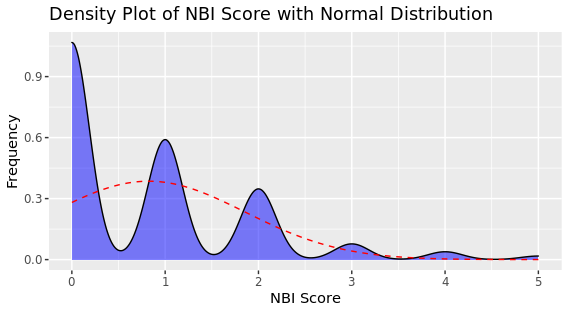 Density Plot of NBI Score with Normal Distribution
Frequency
0.9
0.6
0.3
0.0
0 1 2 3 4 5
NBI Score